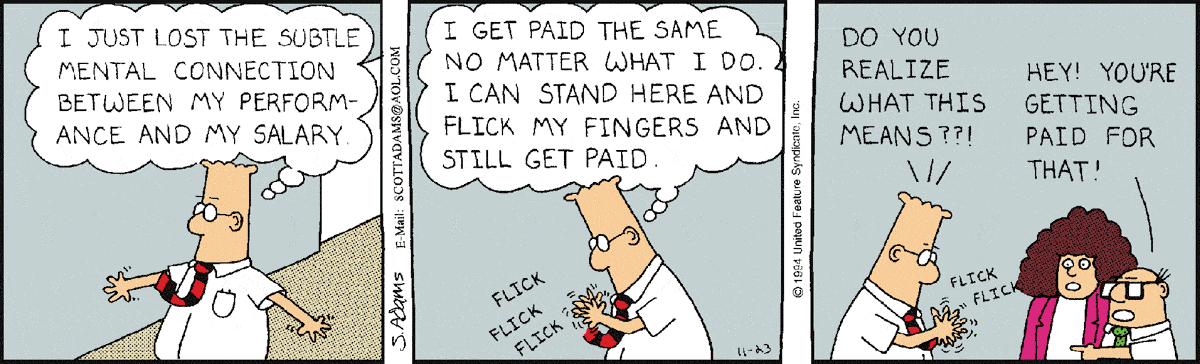 I JUST LOST THE SUBTLE
MENTAL CONNECTION
BETWEEN MY PERFORM-
ANCE AND MY SALARY.
S.Adams
E-Mail: SCOTTADAMS@AOL.COM
I GET PAID THE SAME
NO MATTER WHAT I DO.
I CAN STAND HERE AND
FLICK MY FINGERS AND
STILL GET PAID.
FLICK
FLICK
FLICK
11-23
© 1994 United Feature Syndicate, Inc.
DO YOU
REALIZE
WHAT THIS
MEANS??!
FLICK
FLICK
HEY! YOU'RE
GETTING
PAID FOR
THAT!